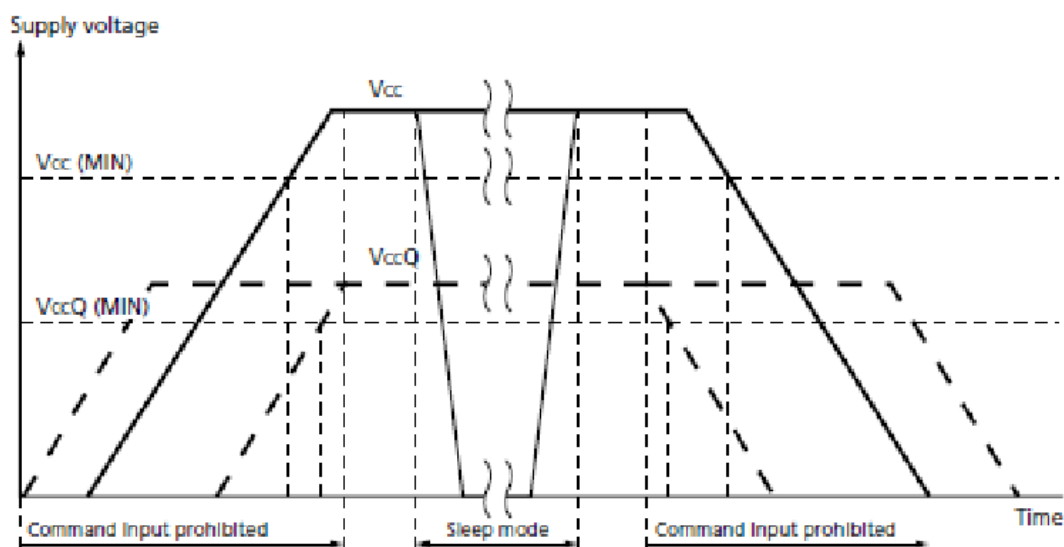 Supply voltage
Vcc
Vcc (MIN)
VccQ
VccQ (MIN)
Time
Command input prohibited
Sleep mode
Command input prohibited